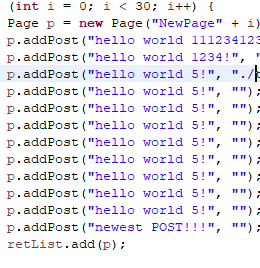 (int i = 0; i < 30; i++) {
Page p = new Page("NewPage" + i)
p.addPost("hello world 111234123
p.addPost("hello world 1234!", "
p.addPost("hello world 5!", "./
p.addPost("hello world 5!", "");
p.addPost("hello world 5!", "");
p.addPost("hello world 5!", "");
p.addPost("hello world 5!", "");
p.addPost("hello world 5!", "");
p.addPost("hello world 5!", "");
p.addPost("hello world 5!", "");
p.addPost("hello world 5!", "");
p.addPost("newest POST!!!", "");
retList.add(p);